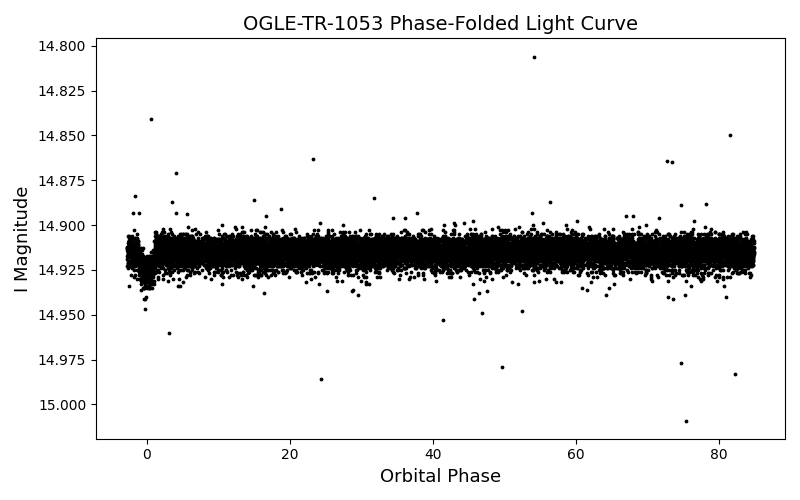 OGLE-TR-1053 Phase-Folded Light Curve
I Magnitude
14.800
14.825
14.850
14.875
14.900
14.925
14.950
14.975
15.000
0 20 40 60 80
Orbital Phase